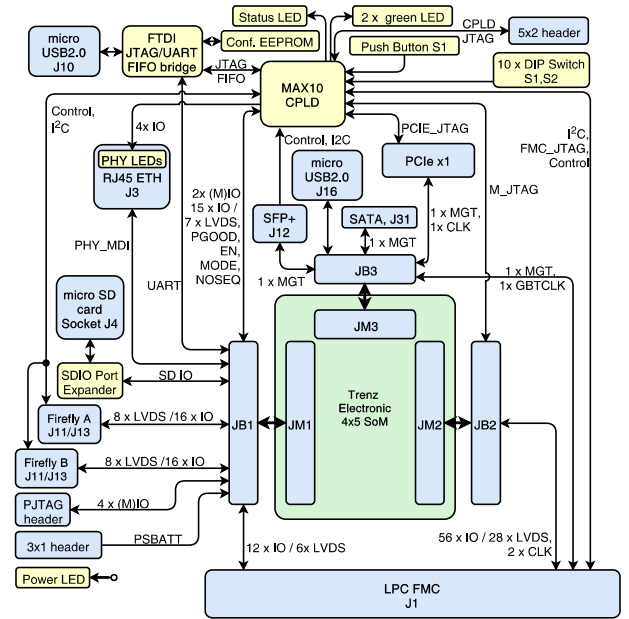 Status LED
2 x green LED
CPLD
JTAG
5x2 header
micro
USB2.0
J10
FTDI
JTAG/UART
FIFO bridge
Conf. EEPROM
Push Button S1
10 x DIP Switch
S1,S2
JTAG
FIFO
MAX10
CPLD
Control,
I²C
4x IO
PHY LEDs
RJ45 ETH
J3
Control, I2C
micro
USB2.0
J16
PCIE_JTAG
PCIe x1
I²C,
FMC_JTAG,
Control
M_JTAG
2x (M)IO
15 x IO /
7 x LVDS,
PGOOD,
EN,
MODE,
NOSEQ
SFP+
J12
SATA, J31
1 x MGT
1 x MGT,
1x CLK
PHY_MDI
UART
1 x MGT
JB3
1 x MGT,
1x GBTCLK
micro SD
card
Socket J4
JM3
SDIO Port
Expander
SD IO
Trenz
Electronic
4x5 SoM
JB1
JM1
JM2
JB2
Firefly A
J11/J13
8 x LVDS /16 x IO
Firefly B
J11/J13
8 x LVDS /16 x IO
PJTAG
header
4 x (M)IO
3x1 header
PSBATT
12 x IO / 6x LVDS
56 x IO / 28 x LVDS,
2 x CLK
Power LED
LPC FMC
J1